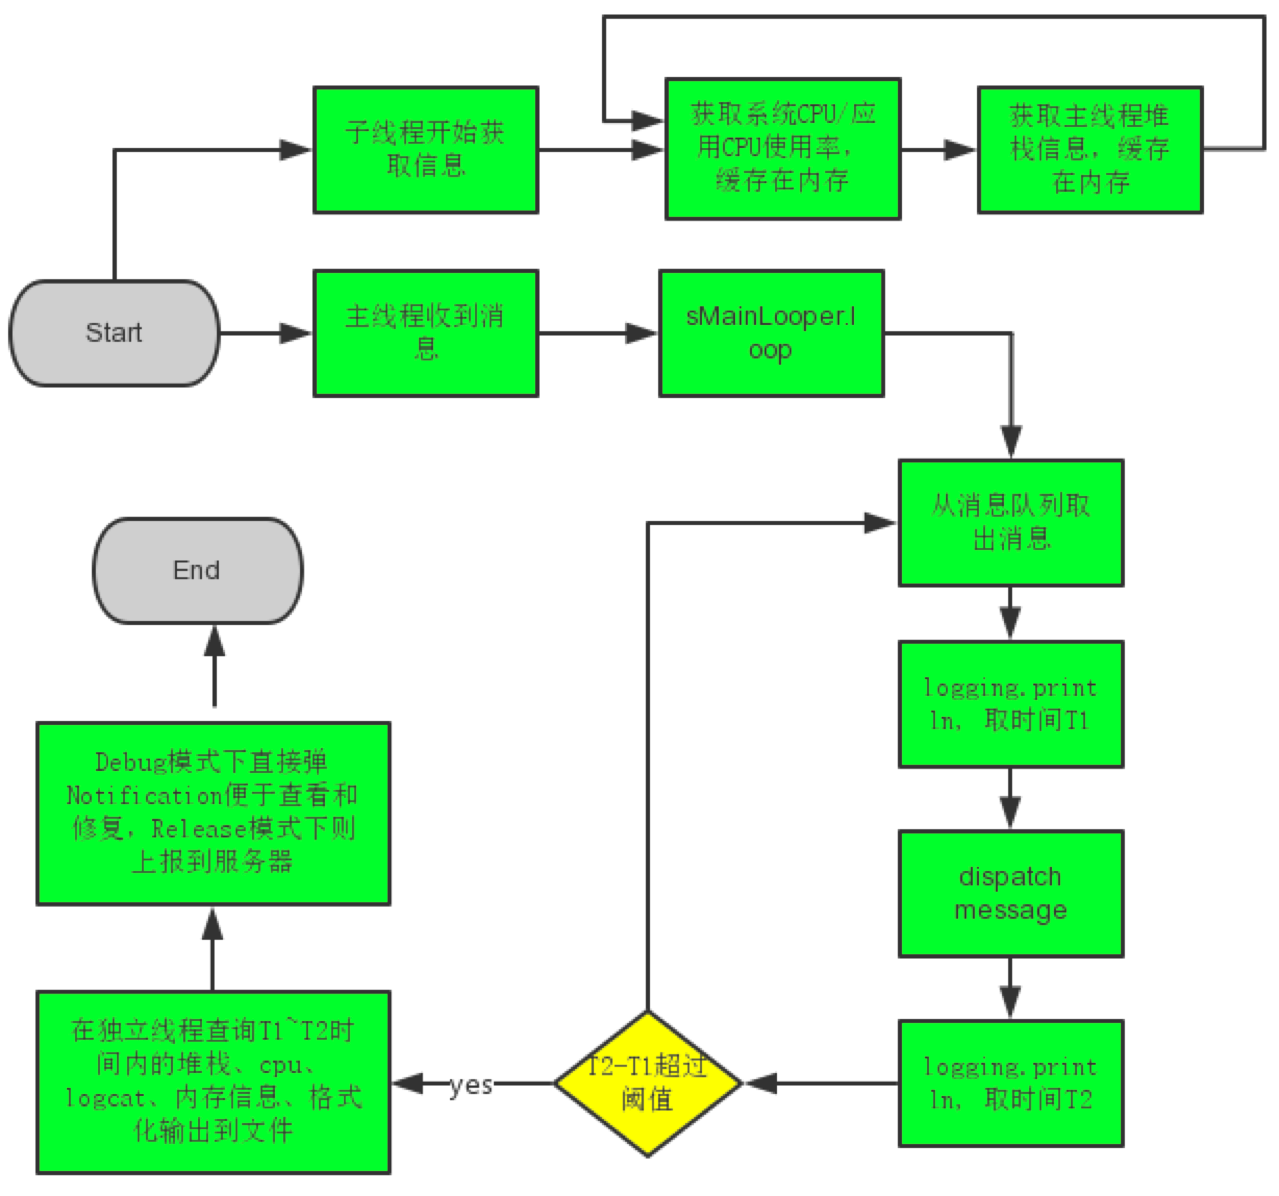 子线程开始获
取信息
获取系统CPU/应
用CPU使用率，
缓存在内存
获取主线程堆
栈信息，缓存
在内存
Start
主线程收到消
息
sMainLooper.l
oop
从消息队列取
出消息
End
logging.print
ln, 取时间T1
Debug模式下直接弹
Notification便于查看和
修复，Release模式下则
上报到服务器
dispatch
message
在独立线程查询T1~T2时
间内的堆栈、cpu、
logcat、内存信息、格式
化输出到文件
yes
T2-T1超过
阈值
logging.print
ln, 取时间T2